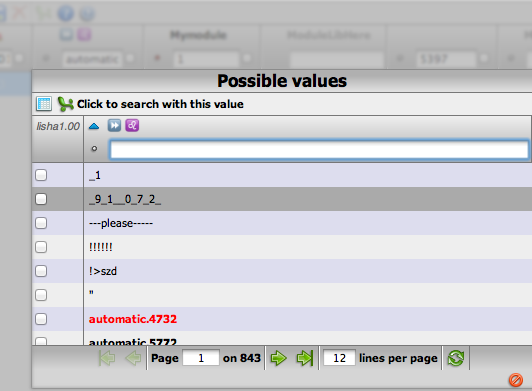 Mymodule
automatic
1
5397
Possible values
Click to search with this value
lisha1.00
_1
_9_1__0_7_2_
---please-----
!!!!!!
!>szd
"
automatic.4732
automatic.5772
Page 1 on 843 12 lines per page